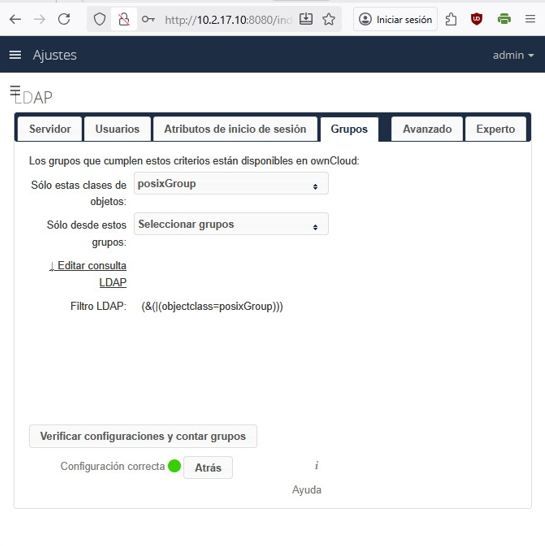 http://10.2.17.10:8080/ind
Iniciar sesión
Ajustes
admin
LDAP
Servidor
Usuarios
Atributos de inicio de sesión
Grupos
Avanzado
Experto
Los grupos que cumplen estos criterios están disponibles en ownCloud:
Sólo estas clases de
objetos:
posixGroup
Sólo desde estos
grupos:
Seleccionar grupos
↓ Editar consulta
LDAP
Filtro LDAP:
(&(|(objectclass=posixGroup)))
Verificar configuraciones y contar grupos
Configuración correcta
Atrás
i
Ayuda